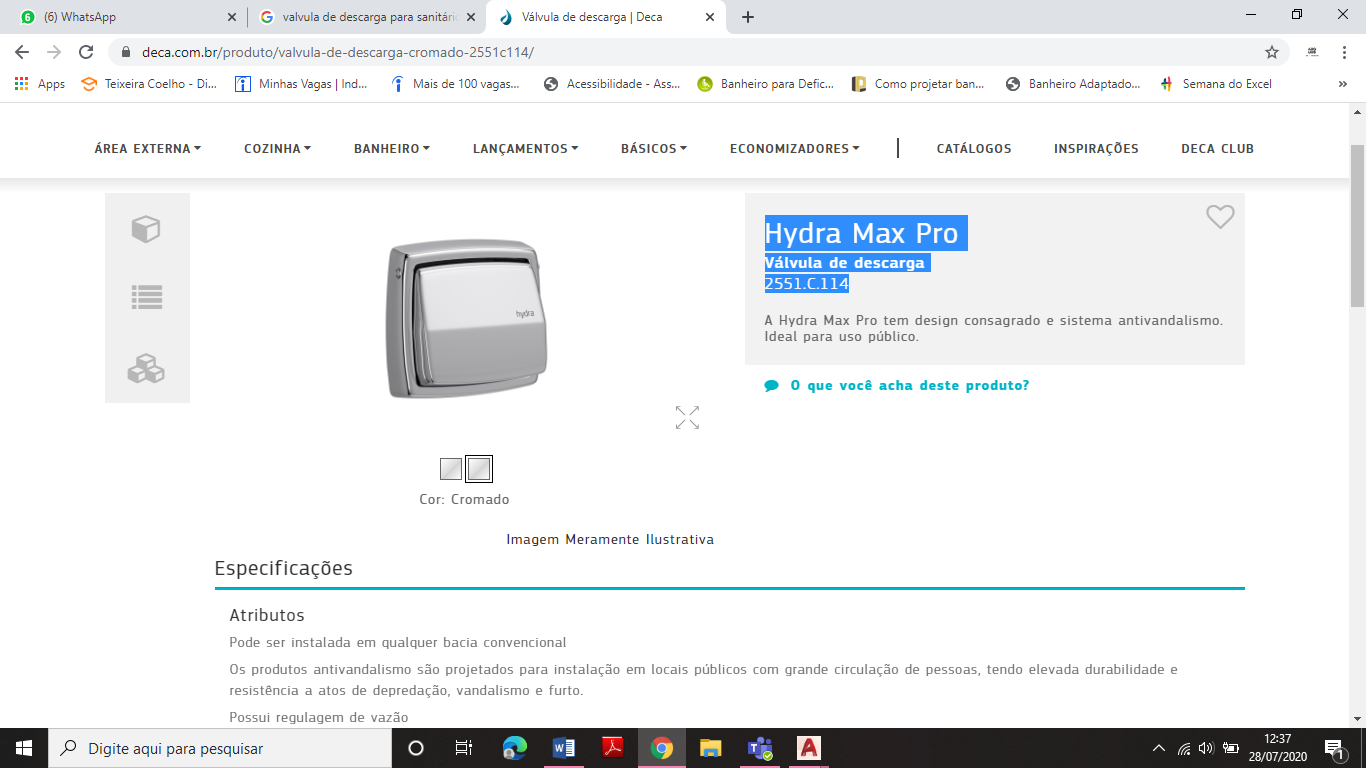 (6) WhatsApp
valvula de descarga para sanitári
Válvula de descarga | Deca
deca.com.br/produto/valvula-de-descarga-cromado-2551c114/
Apps
Teixeira Coelho - Di...
Minhas Vagas | Ind...
Mais de 100 vagas...
Acessibilidade - Ass...
Banheiro para Defic...
Como projetar ban...
Banheiro Adaptado...
Semana do Excel
»
ÁREA EXTERNA
COZINHA
BANHEIRO
LANÇAMENTOS
BÁSICOS
ECONOMIZADORES
CATÁLOGOS
INSPIRAÇÕES
DECA CLUB
hydra
Hydra Max Pro
Válvula de descarga
2551.C.114
A Hydra Max Pro tem design consagrado e sistema antivandalismo.
Ideal para uso público.
O que você acha deste produto?
Cor: Cromado
Imagem Meramente Ilustrativa
Especificações
Atributos
Pode ser instalada em qualquer bacia convencional
Os produtos antivandalismo são projetados para instalação em locais públicos com grande circulação de pessoas, tendo elevada durabilidade e
resistência a atos de depredação, vandalismo e furto.
Possui regulagem de vazão
Digite aqui para pesquisar
12:37
28/07/2020
1